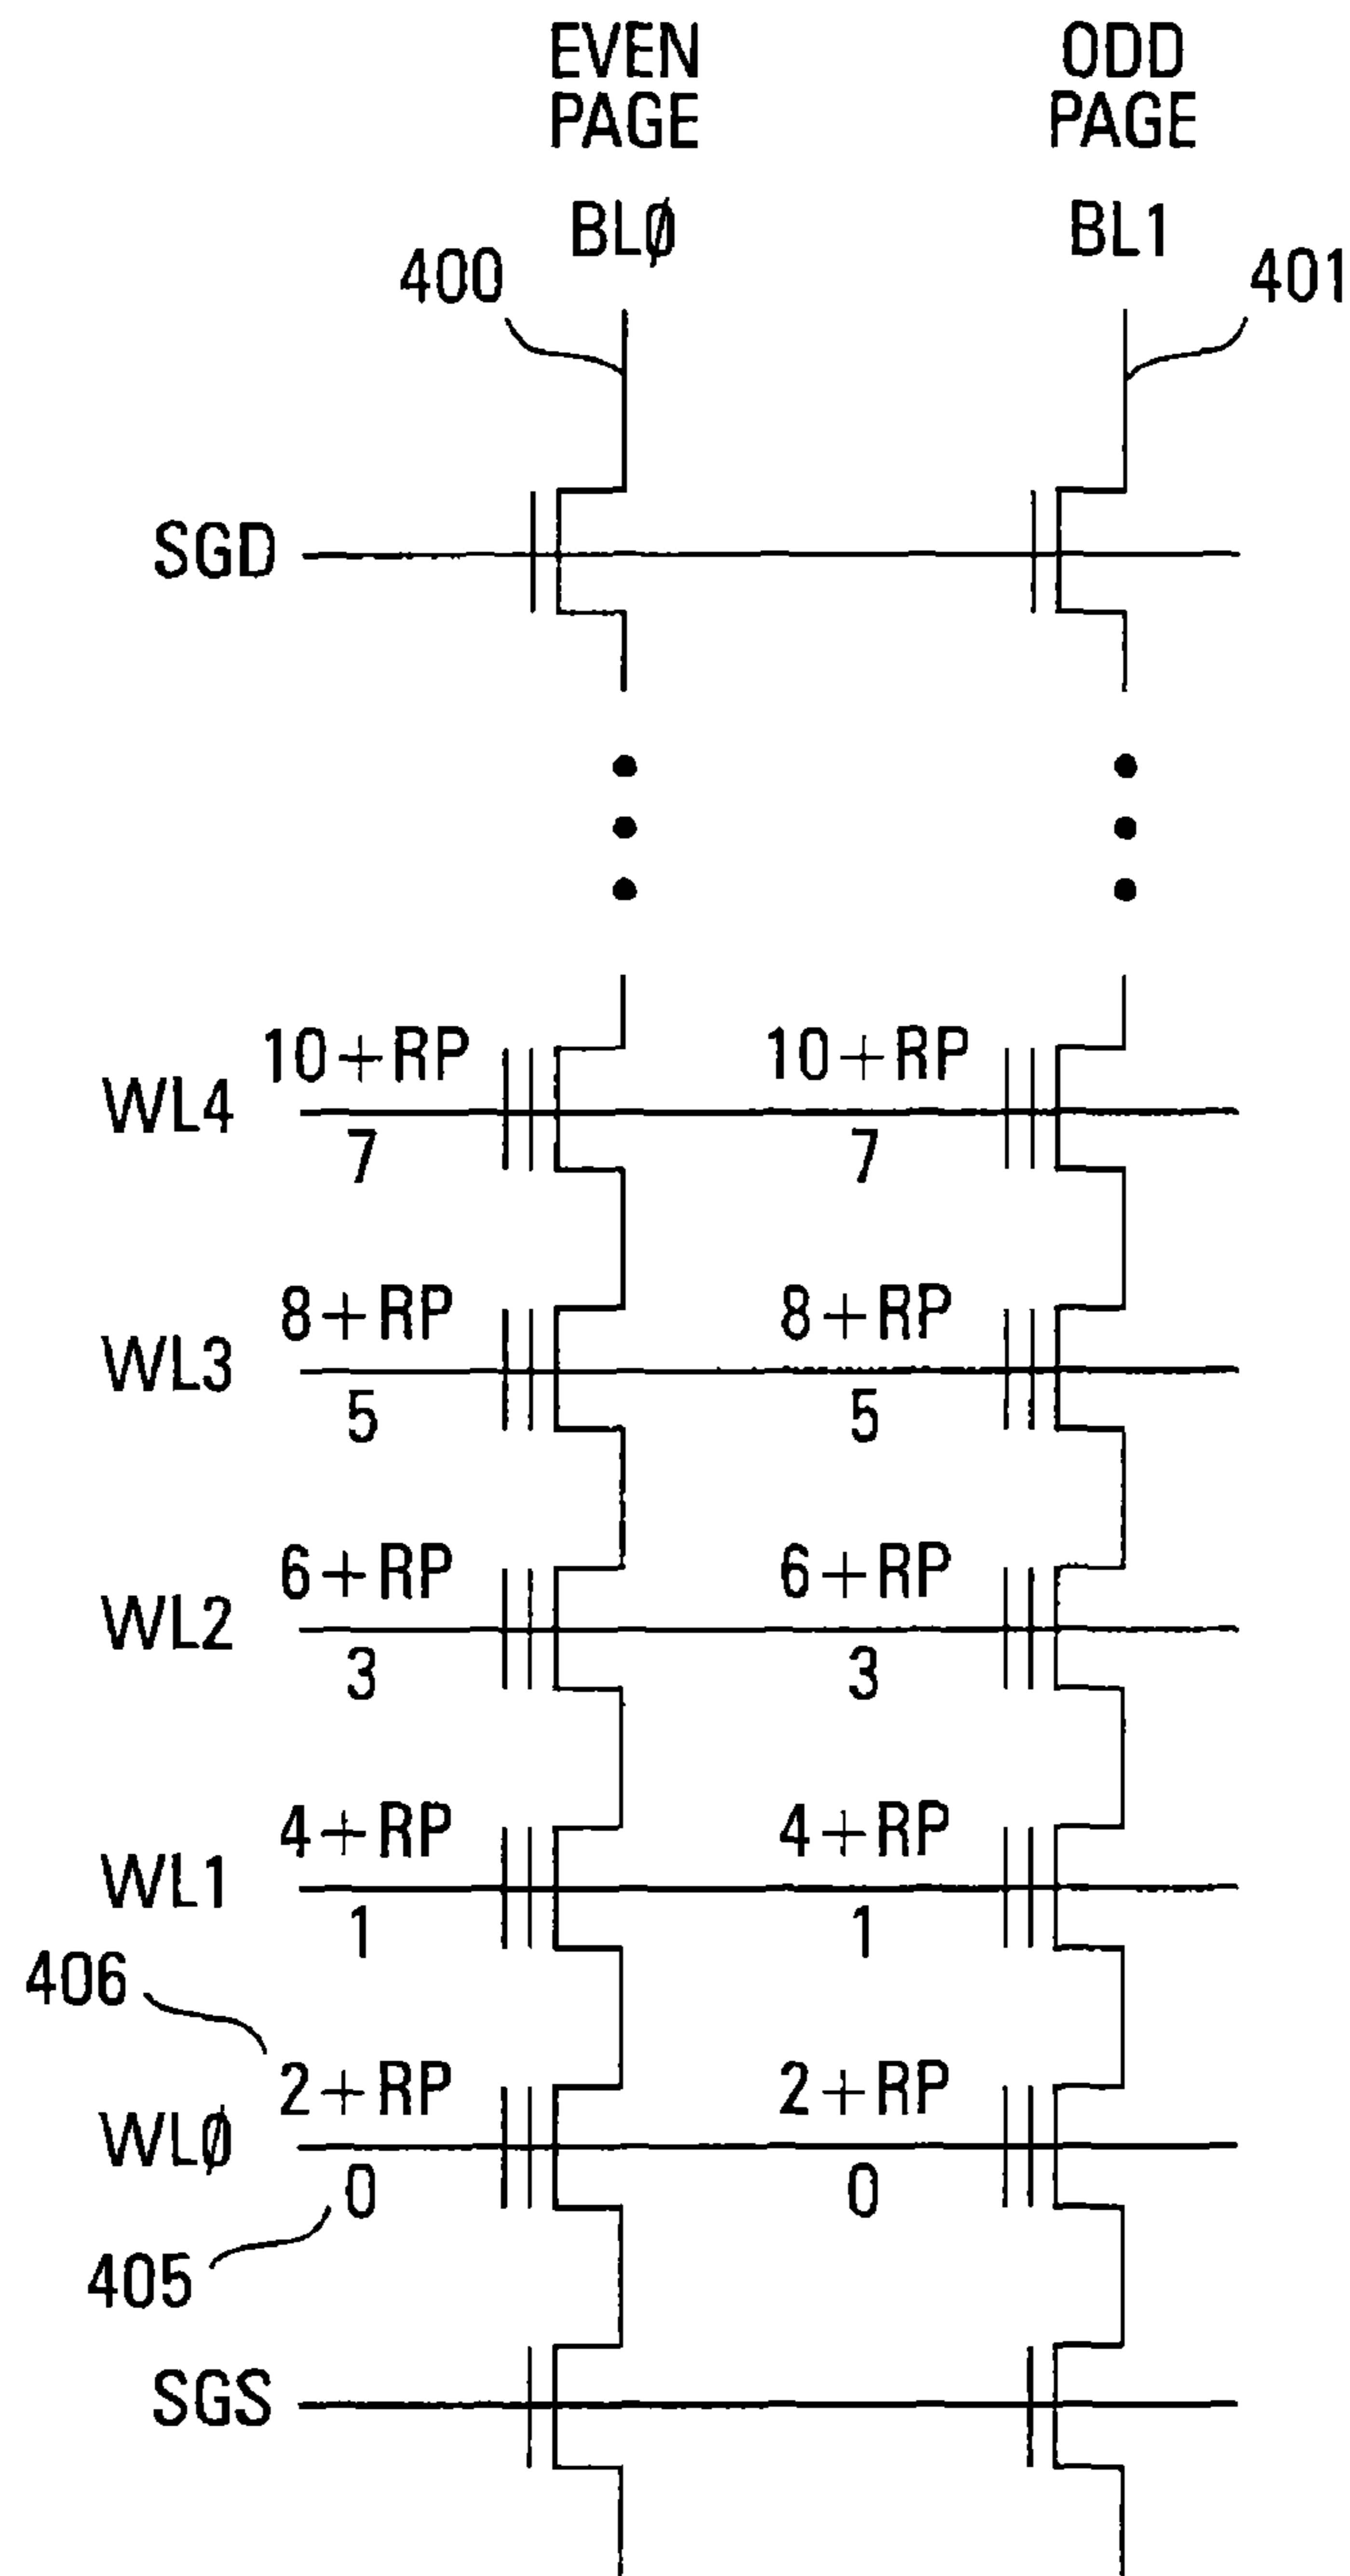 EVEN PAGE
ODD PAGE
BL0̸
BL1
400
401
SGD
10+RP
10+RP
WL4
7
7
8+RP
8+RP
WL3
5
5
6+RP
6+RP
WL2
3
3
4+RP
4+RP
WL1
1
1
406
2+RP
2+RP
WL0̸
0
0
405
SGS